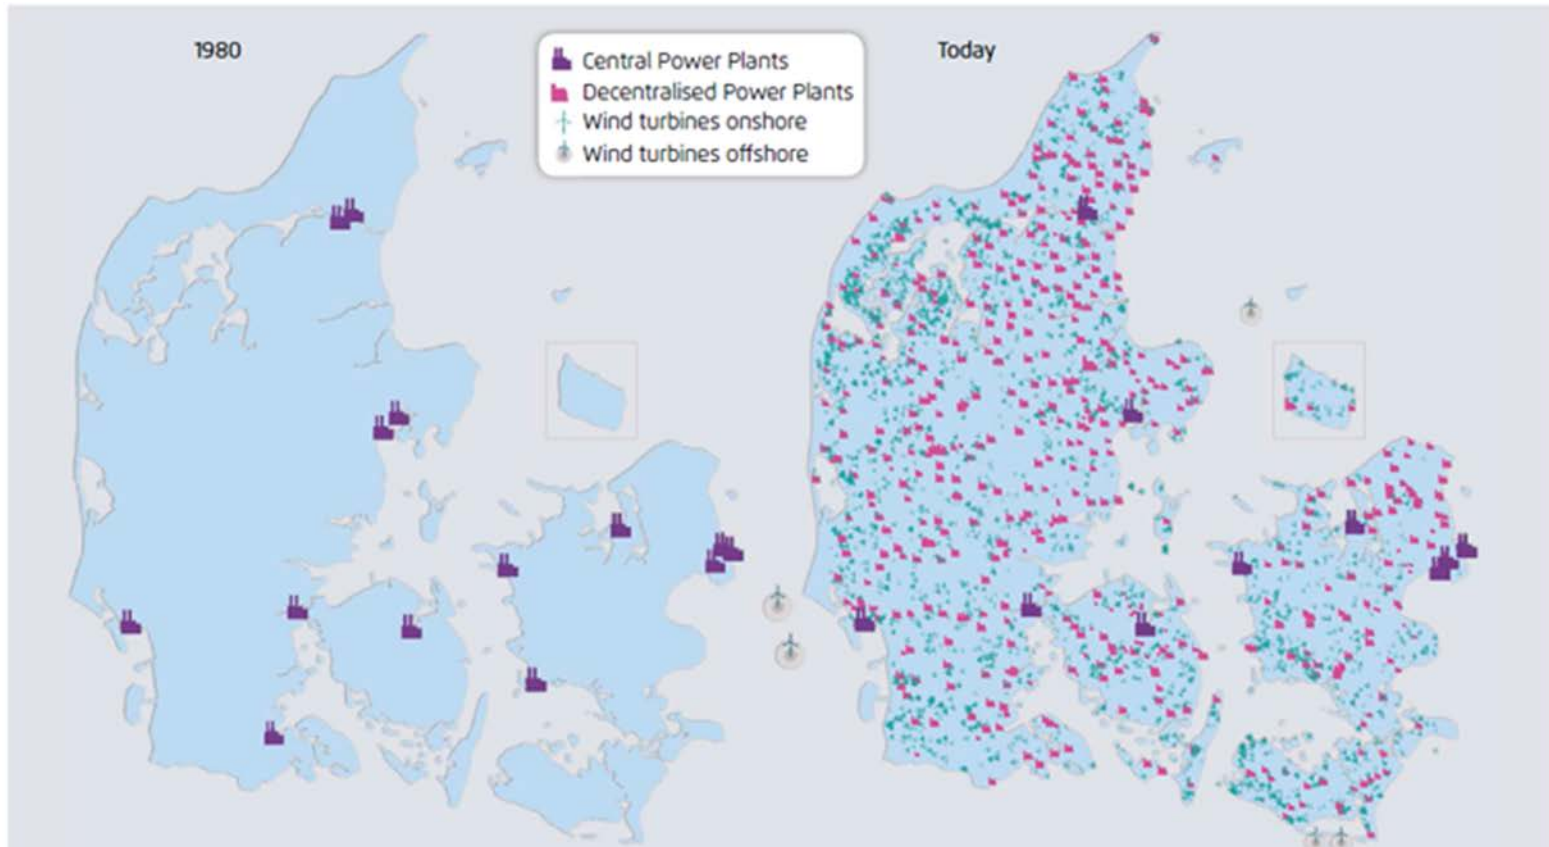 1980
Central Power Plants
Decentralised Power Plants
Wind turbines onshore
Wind turbines offshore
Today